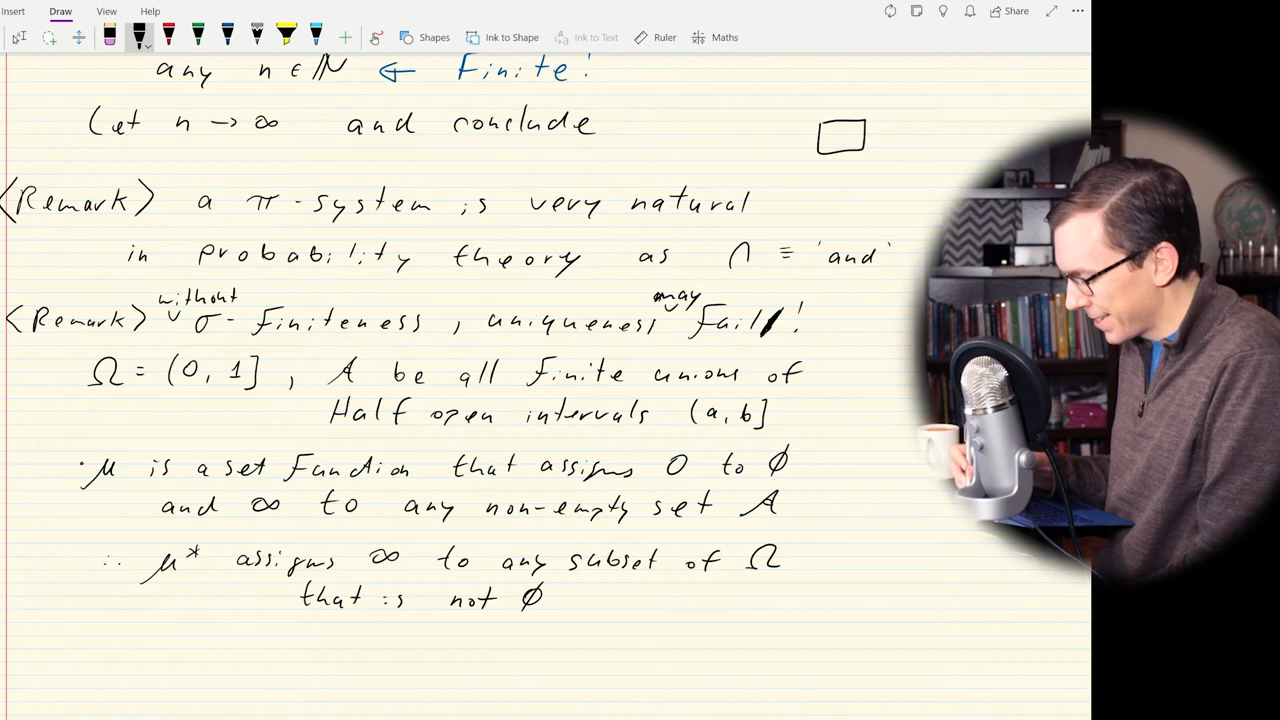 Insert Draw View Help Share
Shapes Ink to Shape Ink to Text Ruler Maths
any n ∈ ℕ ← Finite!
Let n → ∞ and conclude
<Remark> a π-system is very natural
in probability theory as ∩ ≡ 'and'
<Remark> without σ-finiteness, uniqueness may fail!
Ω = (0, 1], A be all finite unions of
Half open intervals (a, b]
· μ is a set function that assigns 0 to ∅
and ∞ to any non-empty set A
∴ μ* assigns ∞ to any subset of Ω
that is not ∅